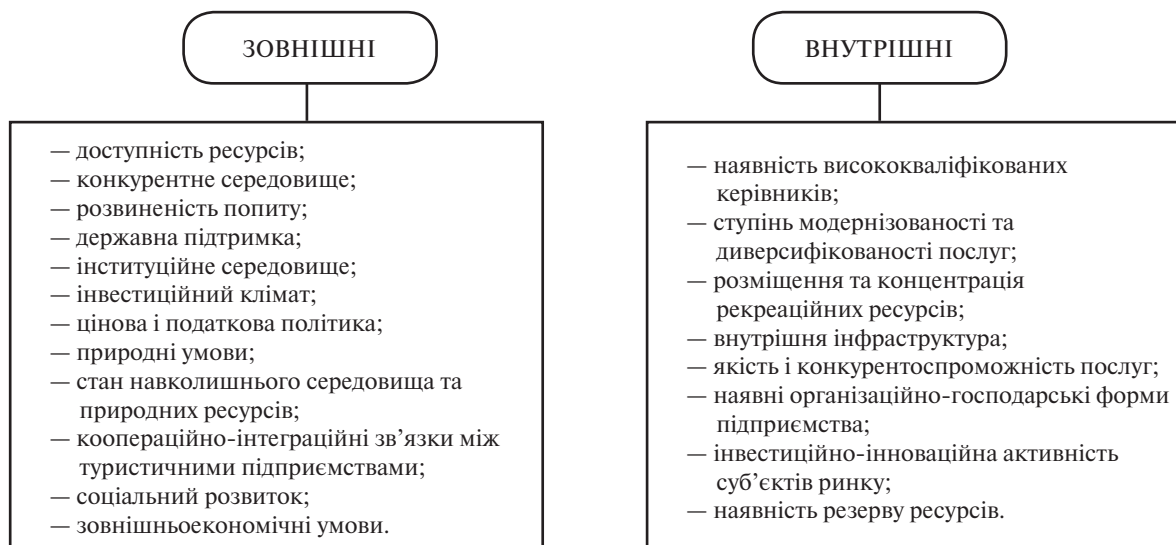 ЗОВНІШНІ
— доступність ресурсів;
— конкурентне середовище;
— розвиненість попиту;
— державна підтримка;
— інституційне середовище;
— інвестиційний клімат;
— цінова і податкова політика;
— природні умови;
— стан навколишнього середовища та
природних ресурсів;
— коопераційно-інтеграційні зв’язки між
туристичними підприємствами;
— соціальний розвиток;
— зовнішньоекономічні умови.
ВНУТРІШНІ
— наявність висококваліфікованих
керівників;
— ступінь модернізованості та
диверсифікованості послуг;
— розміщення та концентрація
рекреаційних ресурсів;
— внутрішня інфраструктура;
— якість і конкурентоспроможність послуг;
— наявні організаційно-господарські форми
підприємства;
— інвестиційно-інноваційна активність
суб’єктів ринку;
— наявність резерву ресурсів.